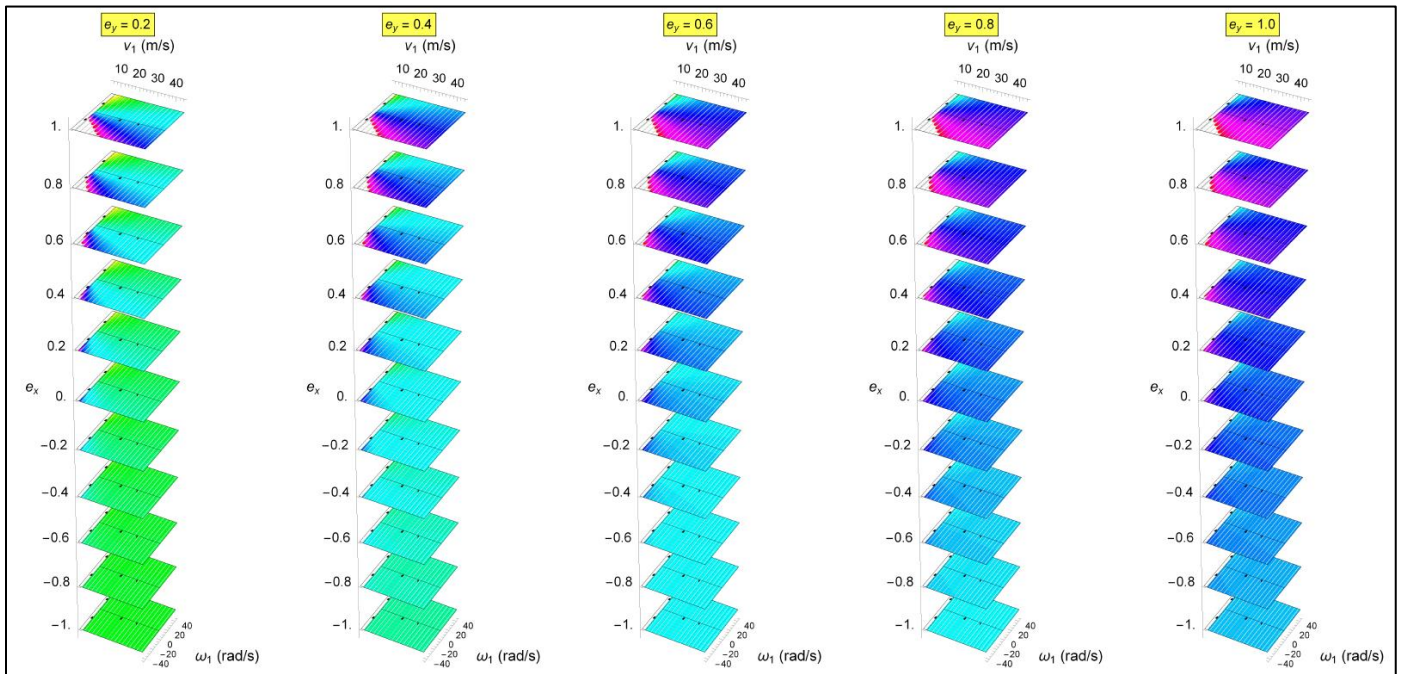 e_y = 0.2 e_y = 0.4 e_y = 0.6 e_y = 0.8 e_y = 1.0
v_1 (m/s) v_1 (m/s) v_1 (m/s) v_1 (m/s) v_1 (m/s)
10 20 30 40 10 20 30 40 10 20 30 40 10 20 30 40 10 20 30 40
1. 1. 1. 1. 1.
0.8 0.8 0.8 0.8 0.8
0.6 0.6 0.6 0.6 0.6
0.4 0.4 0.4 0.4 0.4
0.2 0.2 0.2 0.2 0.2
e_x 0. e_x 0. e_x 0. e_x 0. e_x 0.
−0.2 −0.2 −0.2 −0.2 −0.2
−0.4 −0.4 −0.4 −0.4 −0.4
−0.6 −0.6 −0.6 −0.6 −0.6
−0.8 −0.8 −0.8 −0.8 −0.8
−1. −1. −1. −1. −1.
40 40 40 40 40
20 20 20 20 20
0 0 0 0 0
−20 −20 −20 −20 −20
−40 −40 −40 −40 −40
ω_1 (rad/s) ω_1 (rad/s) ω_1 (rad/s) ω_1 (rad/s) ω_1 (rad/s)